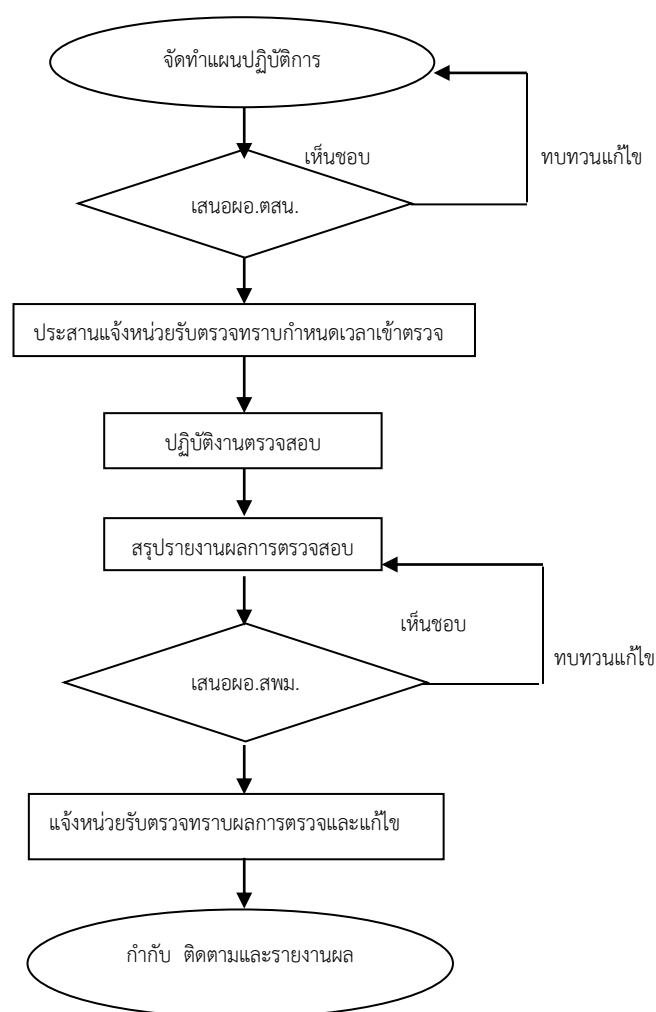 จัดทำแผนปฏิบัติการ
เห็นชอบ
ทบทวนแก้ไข
เสนอผอ.ตสน.
ประสานแจ้งหน่วยรับตรวจทราบกำหนดเวลาเข้าตรวจ
ปฏิบัติงานตรวจสอบ
สรุปรายงานผลการตรวจสอบ
เห็นชอบ
ทบทวนแก้ไข
เสนอผอ.สพม.
แจ้งหน่วยรับตรวจทราบผลการตรวจและแก้ไข
กำกับ ติดตามและรายงานผล